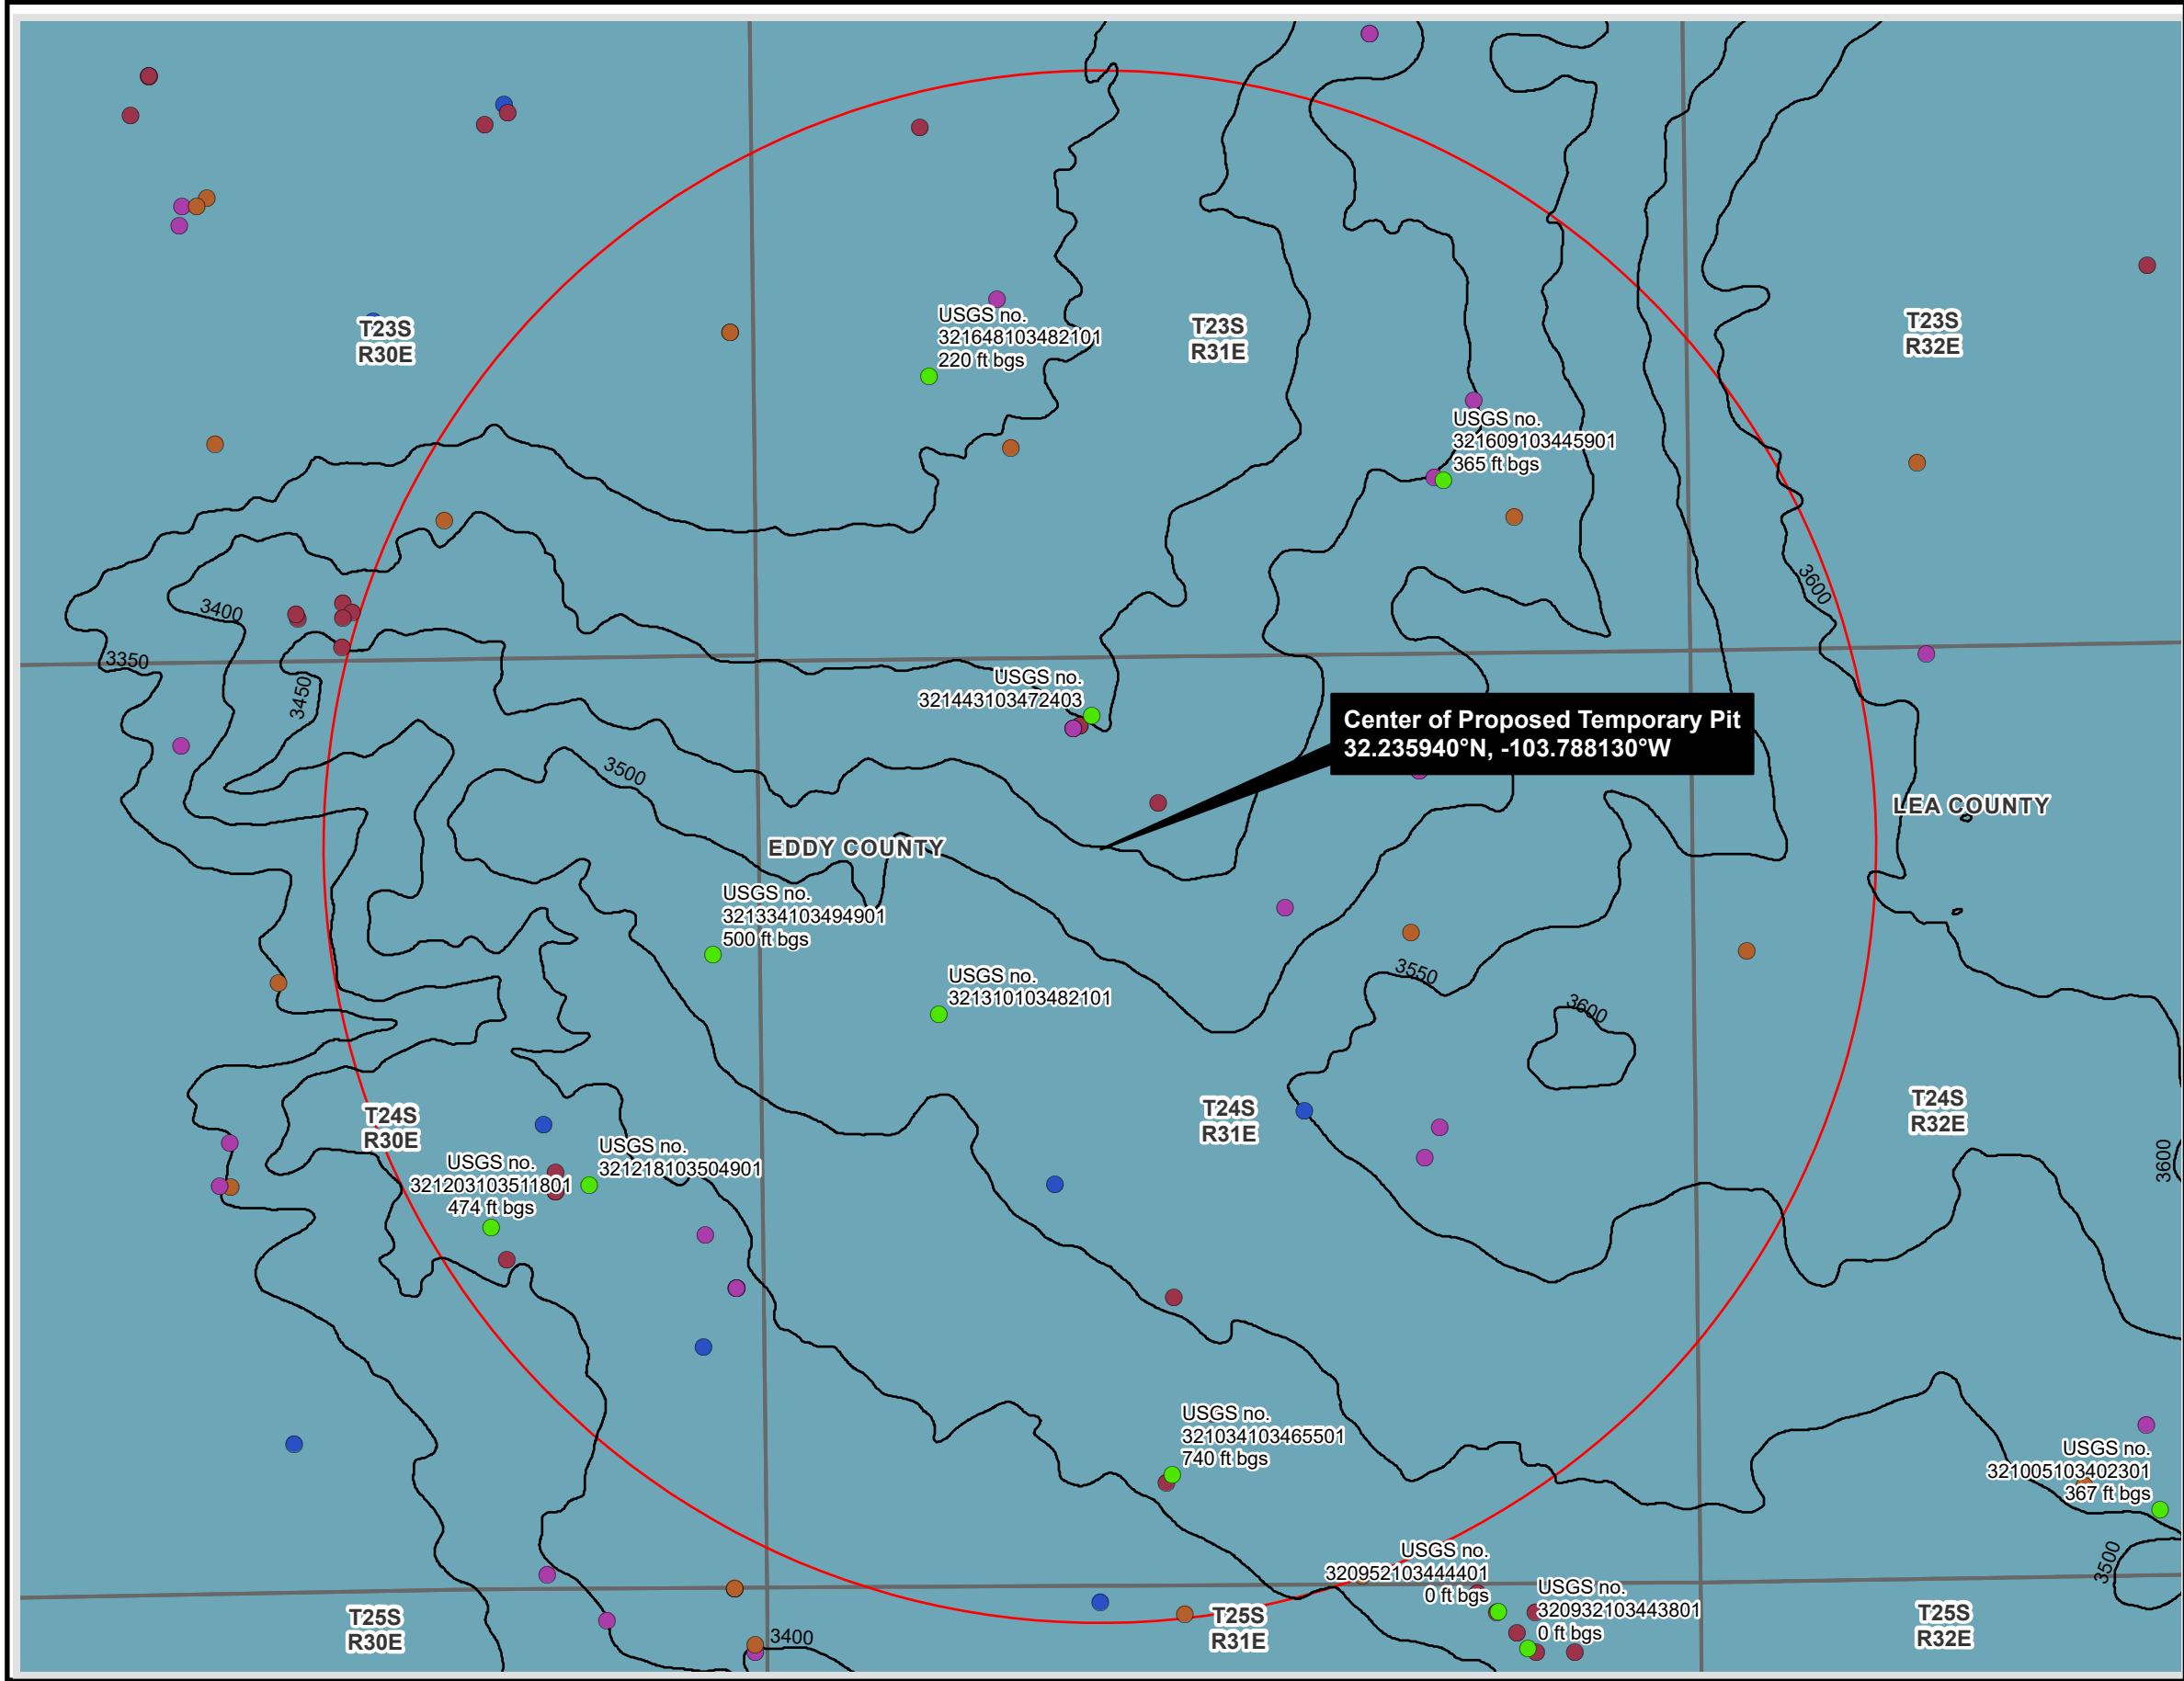 USGS no.
321648103482101
220 ft bgs
T23S
R30E
T23S
R31E
T23S
R32E
USGS no.
321609103445901
365 ft bgs
3600
3400
3350
3450
USGS no.
321443103472403
Center of Proposed Temporary Pit
32.235940°N, -103.788130°W
3500
EDDY COUNTY
LEA COUNTY
USGS no.
321334103494901
500 ft bgs
USGS no.
321310103482101
3550
3600
T24S
R30E
T24S
R31E
T24S
R32E
USGS no.
321218103504901
USGS no.
321203103511801
474 ft bgs
3600
USGS no.
321034103465501
740 ft bgs
USGS no.
321005103402301
367 ft bgs
USGS no.
320952103444401
0 ft bgs
USGS no.
320932103443801
0 ft bgs
3500
T25S
R30E
3400
T25S
R31E
T25S
R32E